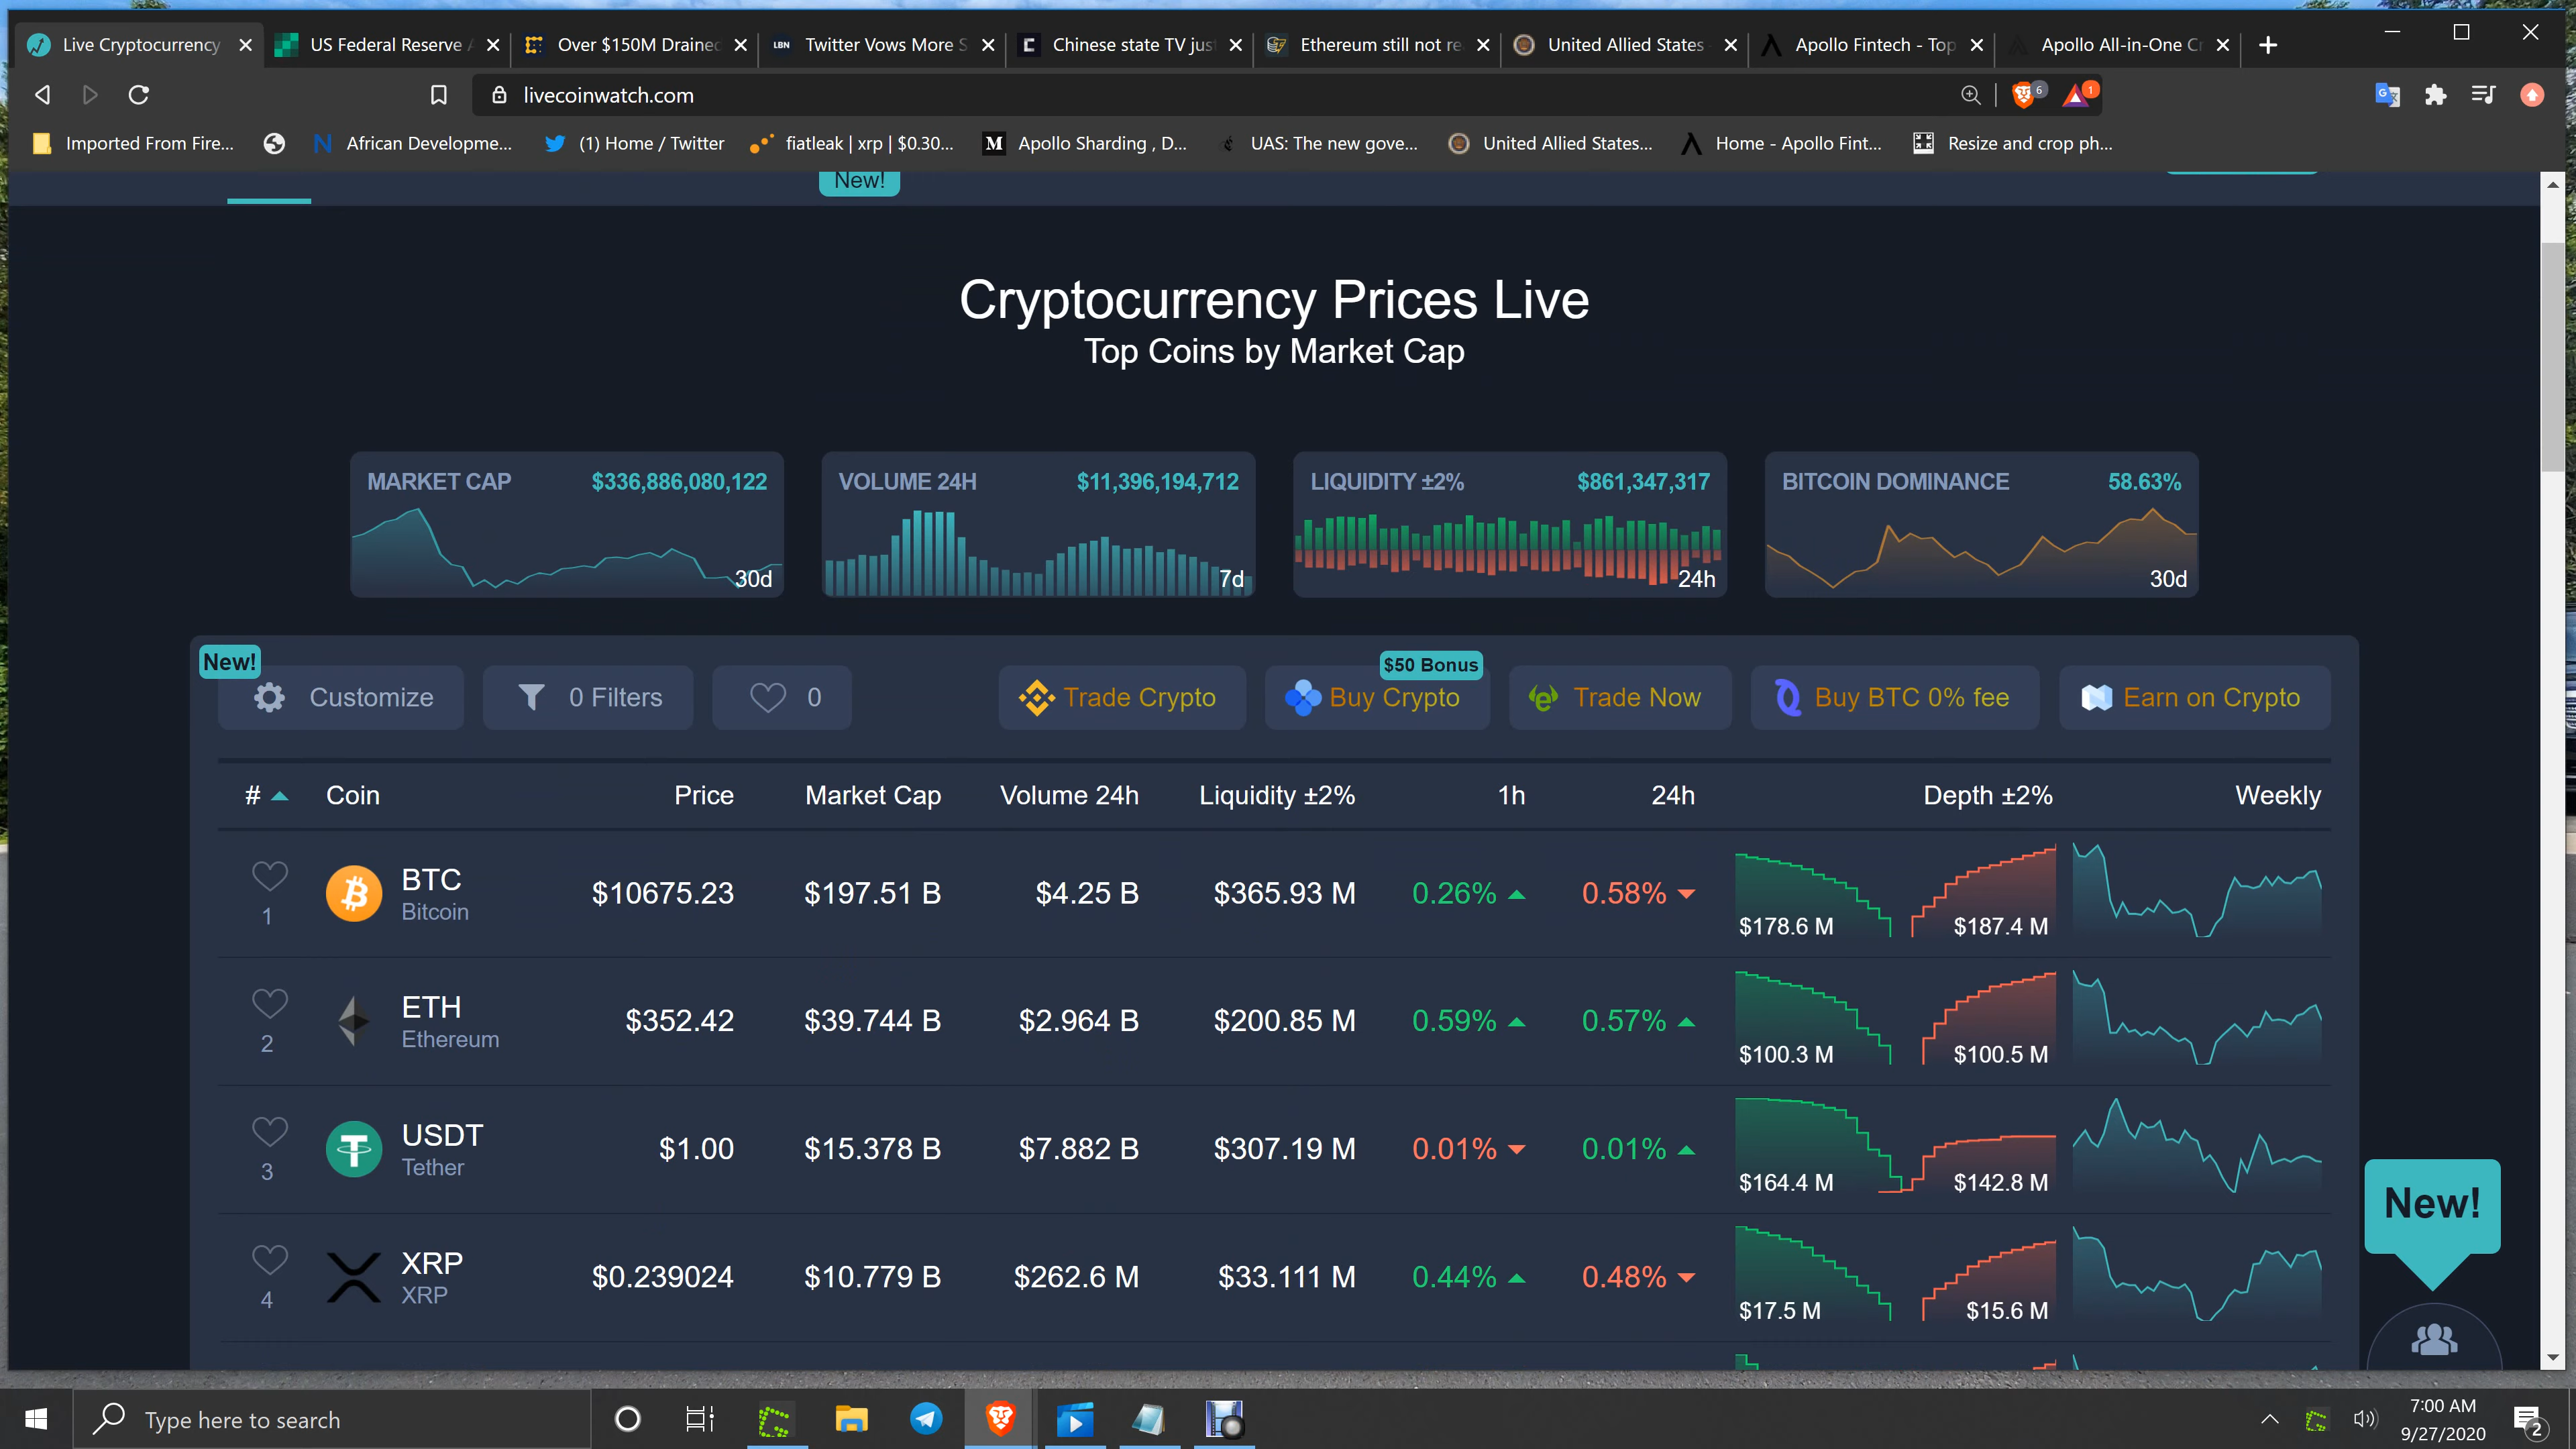 Live Cryptocurrency
US Federal Reserve
Over $150M Drained
Twitter Vows More S
Chinese state TV just
Ethereum still not re
United Allied States
Apollo Fintech - Top
Apollo All-in-One Cr
livecoinwatch.com
6
1
Imported From Fire...
African Developme...
(1) Home / Twitter
fiatleak | xrp | $0.30...
M
Apollo Sharding , D...
UAS: The new gove...
United Allied States...
Home - Apollo Fint...
Resize and crop ph...
New!
Cryptocurrency Prices Live
Top Coins by Market Cap
MARKET CAP $336,886,080,122
30d
VOLUME 24H $11,396,194,712
7d
LIQUIDITY ±2% $861,347,317
24h
BITCOIN DOMINANCE 58.63%
30d
New!
Customize
0 Filters
0
Trade Crypto
$50 Bonus
Buy Crypto
Trade Now
Buy BTC 0% fee
Earn on Crypto
# Coin Price Market Cap Volume 24h Liquidity ±2% 1h 24h Depth ±2% Weekly
1 BTC Bitcoin $10675.23 $197.51 B $4.25 B $365.93 M 0.26% 0.58% $178.6 M $187.4 M
2 ETH Ethereum $352.42 $39.744 B $2.964 B $200.85 M 0.59% 0.57% $100.3 M $100.5 M
3 USDT Tether $1.00 $15.378 B $7.882 B $307.19 M 0.01% 0.01% $164.4 M $142.8 M
4 XRP XRP $0.239024 $10.779 B $262.6 M $33.111 M 0.44% 0.48% $17.5 M $15.6 M
New!
Type here to search
7:00 AM
9/27/2020
2